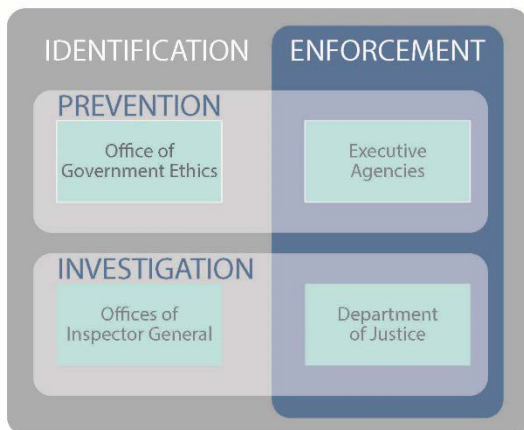 IDENTIFICATION
ENFORCEMENT
PREVENTION
Office of
Government Ethics
Executive
Agencies
INVESTIGATION
Offices of
Inspector General
Department
of Justice